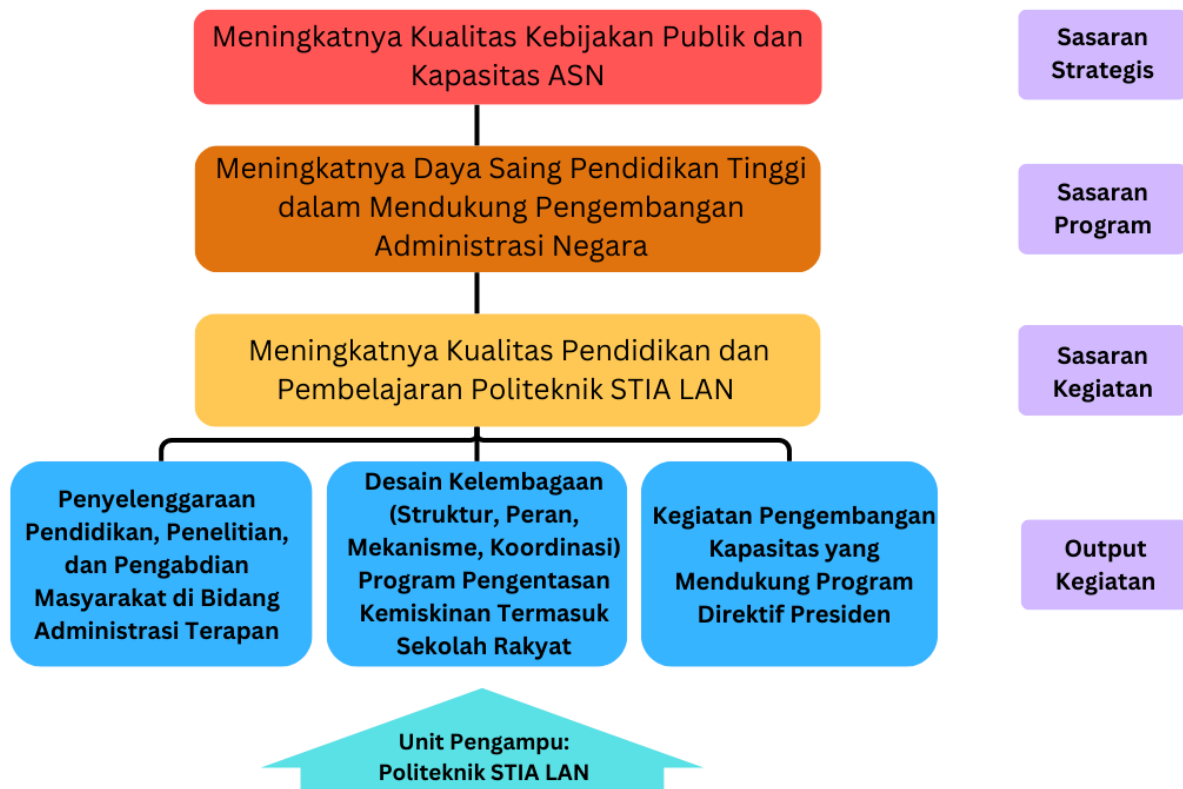 Meningkatnya Kualitas Kebijakan Publik dan
Kapasitas ASN
Sasaran
Strategis
Meningkatnya Daya Saing Pendidikan Tinggi
dalam Mendukung Pengembangan
Administrasi Negara
Sasaran
Program
Meningkatnya Kualitas Pendidikan dan
Pembelajaran Politeknik STIA LAN
Sasaran
Kegiatan
Penyelenggaraan
Pendidikan, Penelitian,
dan Pengabdian
Masyarakat di Bidang
Administrasi Terapan
Desain Kelembagaan
(Struktur, Peran,
Mekanisme, Koordinasi)
Program Pengentasan
Kemiskinan Termasuk
Sekolah Rakyat
Kegiatan Pengembangan
Kapasitas yang
Mendukung Program
Direktif Presiden
Output
Kegiatan
Unit Pengampu:
Politeknik STIA LAN